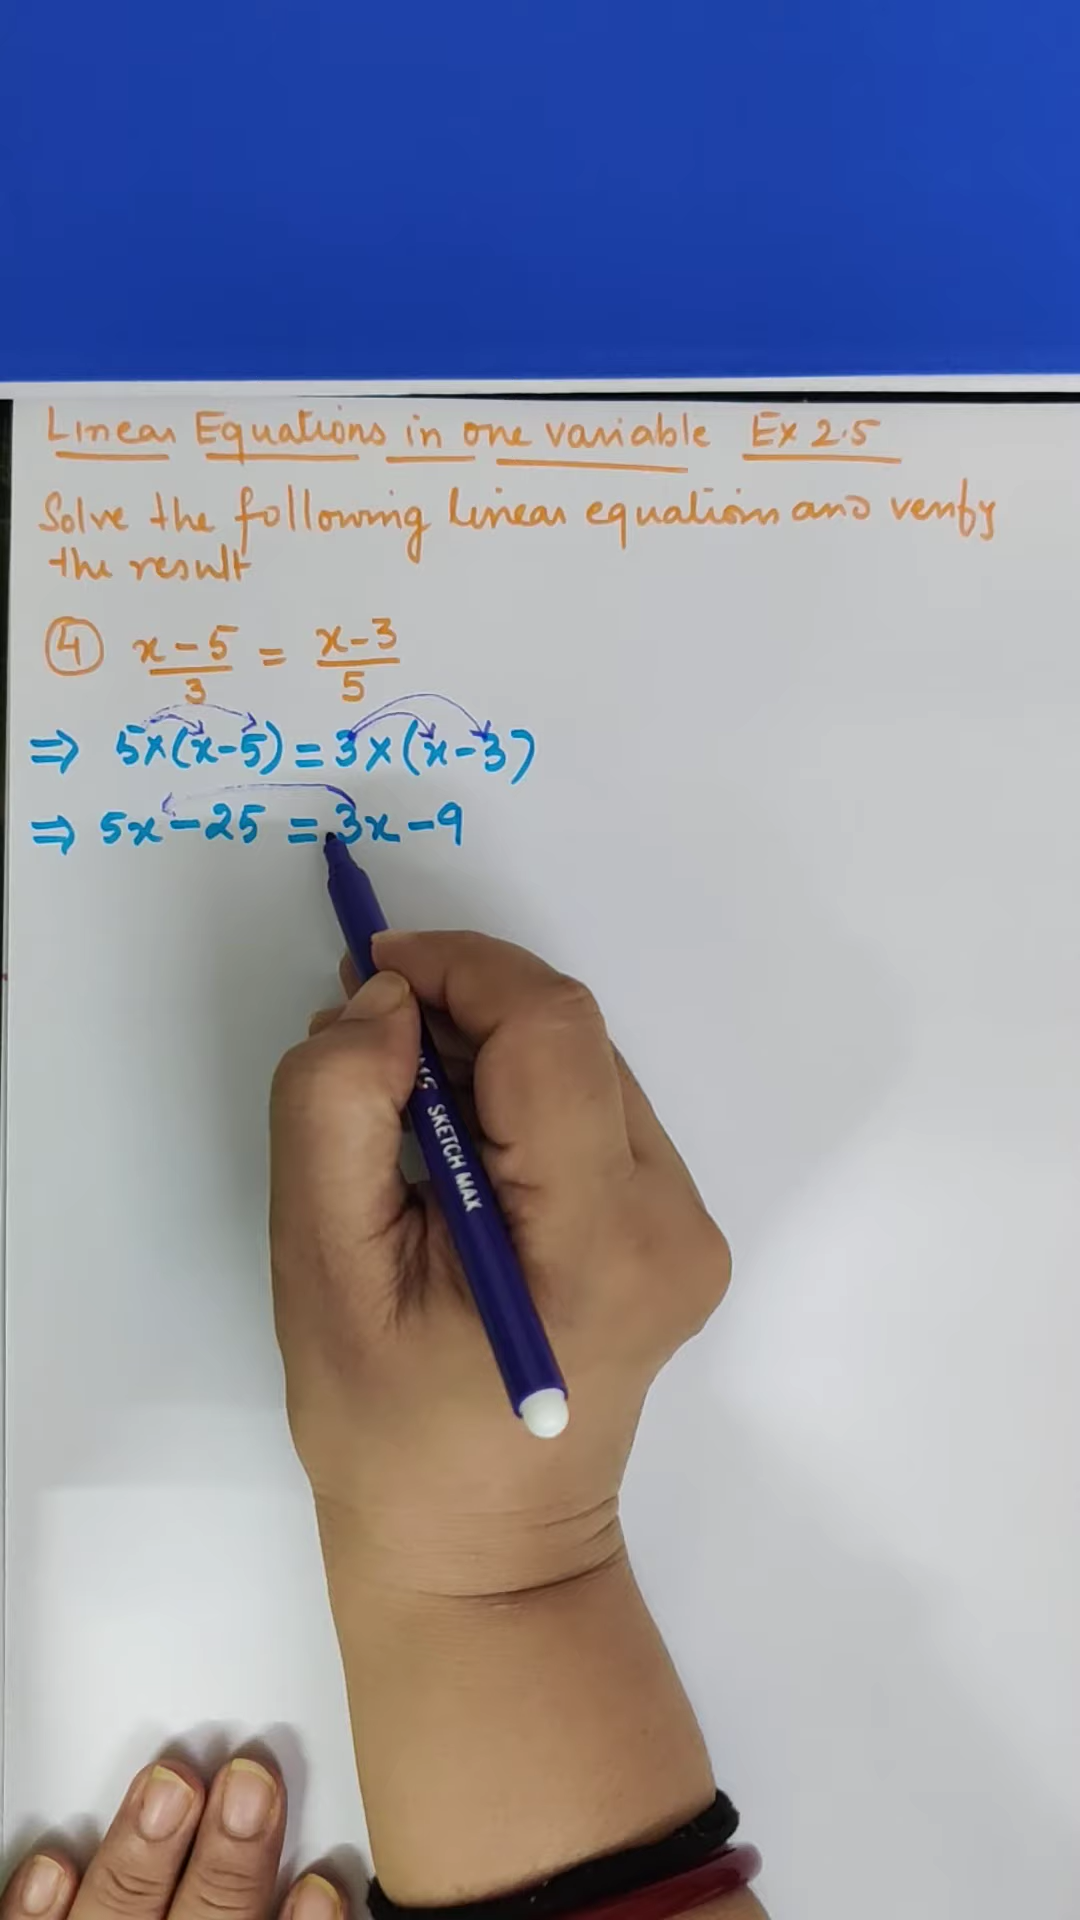 Linear Equations in one variable Ex 2.5
Solve the following linear equations and verify
the result
④ x-5/3 = x-3/5
⇒ 5×(x-5) = 3×(x-3)
⇒ 5x-25 = 3x-9
SKETCH MAX